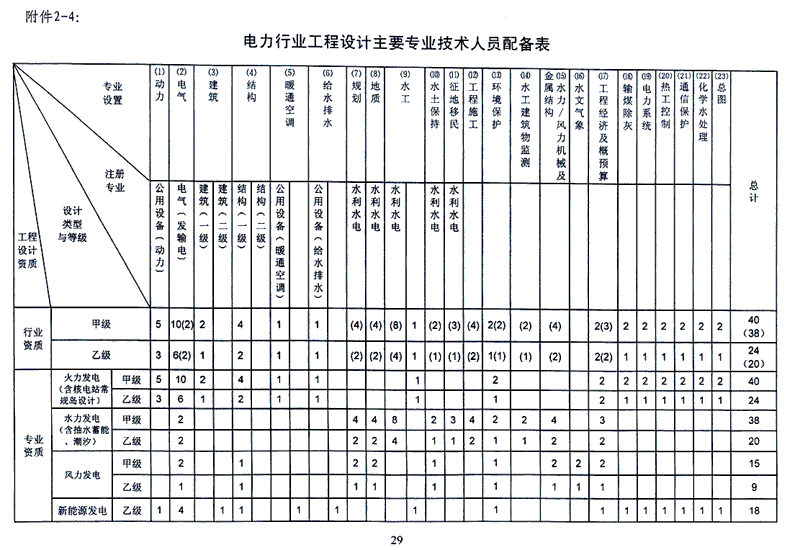 附件2-4：
电力行业工程设计主要专业技术人员配备表
专业设置 (1)动力 (2)电气 (3)建筑 (4)结构 (5)暖通空调 (6)给水排水 (7)规划 (8)地质 (9)水工 (10)水土保持 (11)征地移民 (12)工程施工 (13)环境保护 (14)水工建筑物监测 (15)水力/风力机械及金属结构 (16)水文气象 (17)工程经济及概预算 (18)输煤除灰 (19)电力系统 (20)热工控制 (21)通信保护 (22)化学水处理 (23)总图 总计
注册专业 公用设备(动力) 电气(发输电) 建筑(一级) 建筑(二级) 结构(一级) 结构(二级) 公用设备(暖通空调) 公用设备(给水排水) 水利水电 水利水电 水利水电 水利水电 水利水电
设计类型与等级
工程设计资质
行业资质 甲级 5 10(2) 2 4 1 1 (4) (4) (8) 1 (2) (3) (4) 2(2) (2) (4) 2(3) 2 2 2 2 2 2 40(38)
乙级 3 6(2) 1 2 1 1 (2) (2) (4) 1 (1) (1) (2) 1(1) (1) (2) 2(2) 1 1 1 1 1 1 24(20)
专业资质 火力发电(含核电站常规岛设计) 甲级 5 10 2 4 1 1 1 2 2 2 2 2 2 2 2 40
乙级 3 6 1 2 1 1 1 1 2 1 1 1 1 1 1 24
水力发电(含抽水蓄能、潮汐) 甲级 2 4 4 8 2 3 4 2 2 4 3 38
乙级 2 2 2 4 1 1 2 1 1 2 2 20
风力发电 甲级 2 1 2 2 1 1 2 2 2 15
乙级 1 1 1 1 1 1 1 1 1 9
新能源发电 乙级 1 4 1 1 1 1 1 1 1 1 1 1 1 1 1 18
29